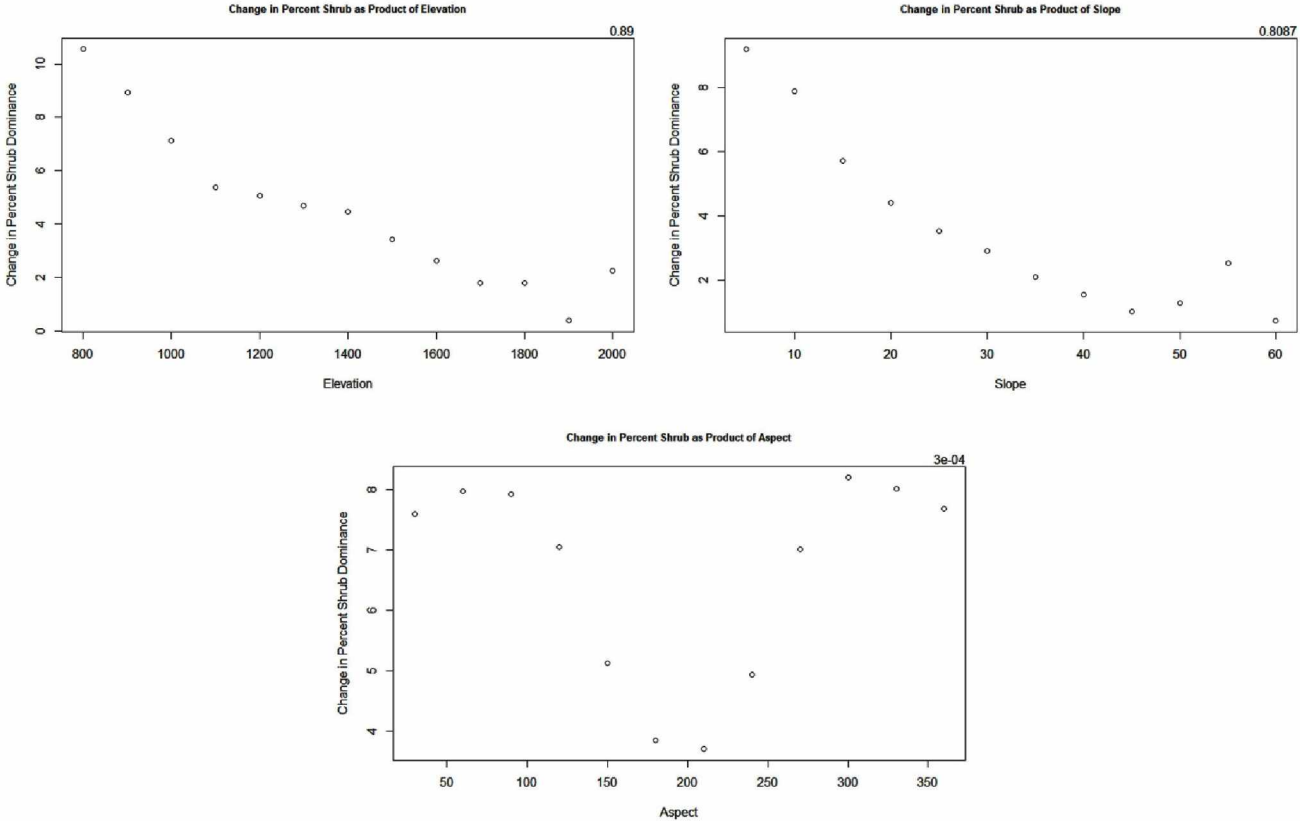 Change in Percent Shrub as Product of Elevation
0.89
Change in Percent Shrub Dominance
10
8
6
4
2
0
800 1000 1200 1400 1600 1800 2000
Elevation
Change in Percent Shrub as Product of Slope
0.8087
Change in Percent Shrub Dominance
8
6
4
2
10 20 30 40 50 60
Slope
Change in Percent Shrub as Product of Aspect
3e-04
Change in Percent Shrub Dominance
8
7
6
5
4
50 100 150 200 250 300 350
Aspect